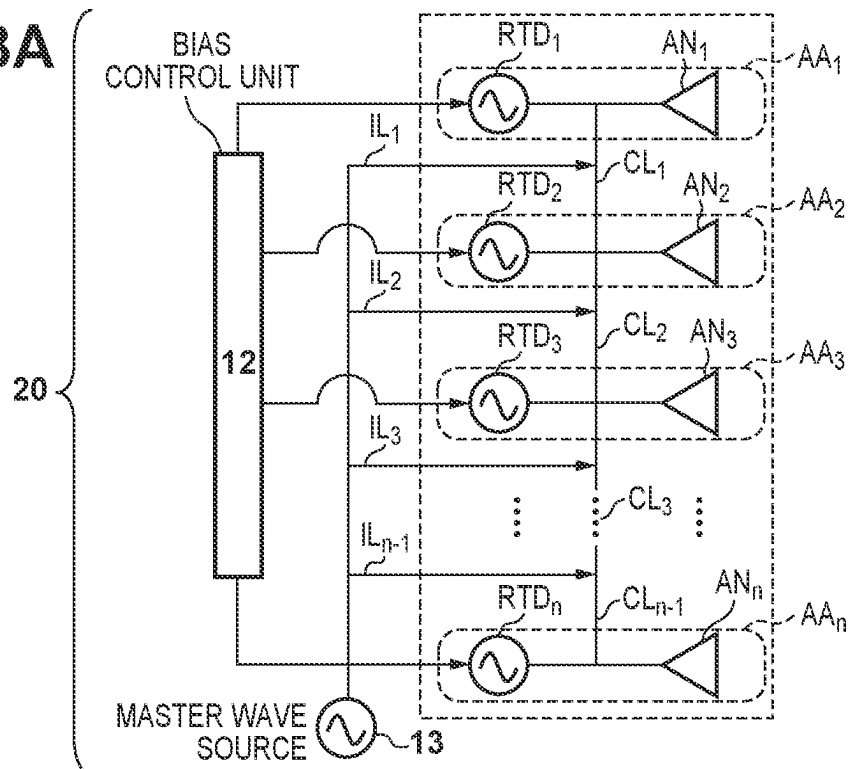 3A
BIAS
CONTROL UNIT
RTD₁
AN₁
AA₁
IL₁
CL₁
RTD₂
AN₂
AA₂
IL₂
CL₂
RTD₃
AN₃
AA₃
20
12
IL₃
CL₃
ILₙ₋₁
RTDₙ
CLₙ₋₁
ANₙ
AAₙ
MASTER WAVE
SOURCE
13